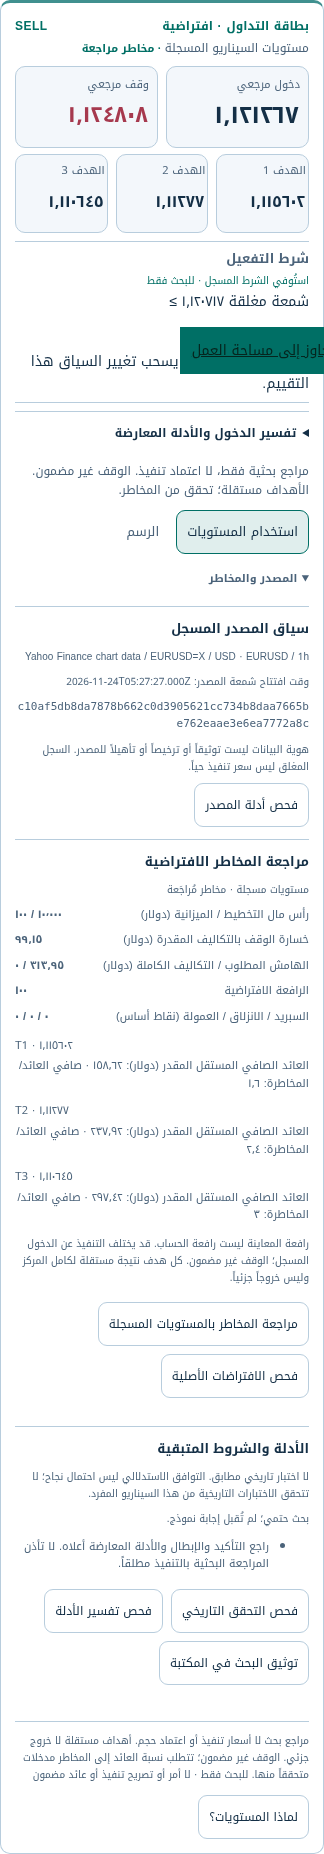 بطاقة التداول · افتراضية SELL
مستويات السيناريو المسجلة · مخاطر مراجعة
دخول مرجعي
١,١٢١٢٦٧
وقف مرجعي
١,١٢٤٨٠٨
الهدف 1
١,١١٥٦٠٢
الهدف 2
١,١١٢٧٧
الهدف 3
١,١١٠٦٤٥
شرط التفعيل
استُوفي الشرط المسجل · للبحث فقط
شمعة مغلقة ١,١٢٠٧١٧ ≥
إلى مساحة العمل
يسحب تغيير السياق هذا
التقييم.
◀ تفسير الدخول والأدلة المعارضة
مراجع بحثية فقط، لا اعتماد تنفيذ. الوقف غير مضمون.
الأهداف مستقلة؛ تحقق من المخاطر.
استخدام المستويات
الرسم
▼ المصدر والمخاطر
سياق المصدر المسجل
Yahoo Finance chart data / EURUSD=X / USD · EURUSD / 1h
وقت افتتاح شمعة المصدر: 2026-11-24T05:27:27.000Z
c10af5db8da7878b662c0d3905621cc734b8daa7665b
e762eaae3e6ea7772a8c
هوية البيانات ليست توثيقاً أو ترخيصاً أو تأهيلاً للمصدر. السجل
المغلق ليس سعر تنفيذ حياً.
فحص أدلة المصدر
مراجعة المخاطر الافتراضية
مستويات مسجلة · مخاطر مُراجَعة
رأس مال التخطيط / الميزانية (دولار) ١٠٬٠٠٠ / ١٠٠
خسارة الوقف بالتكاليف المقدرة (دولار) ٩٩,١٥
الهامش المطلوب / التكاليف الكاملة (دولار) ٣١٣,٩٥ / ٠
الرافعة الافتراضية ١٠٠
السبريد / الانزلاق / العمولة (نقاط أساس) ٠ / ٠ / ٠
T1 · ١,١١٥٦٠٢
العائد الصافي المستقل المقدر (دولار): ١٥٨,٦٢ · صافي العائد/
المخاطرة: ١,٦
T2 · ١,١١٢٧٧
العائد الصافي المستقل المقدر (دولار): ٢٣٧,٩٢ · صافي العائد/
المخاطرة: ٢,٤
T3 · ١,١١٠٦٤٥
العائد الصافي المستقل المقدر (دولار): ٢٩٧,٤٢ · صافي العائد/
المخاطرة: ٣
رافعة المعاينة ليست رافعة الحساب. قد يختلف التنفيذ عن الدخول
المسجل؛ الوقف غير مضمون. كل هدف نتيجة مستقلة لكامل المركز
وليس خروجاً جزئياً.
مراجعة المخاطر بالمستويات المسجلة
فحص الافتراضات الأصلية
الأدلة والشروط المتبقية
لا اختبار تاريخي مطابق. التوافق الاستدلالي ليس احتمال نجاح؛ لا
تتحقق الاختبارات التاريخية من هذا السيناريو المفرد.
بحث حتمي؛ لم تُقبل إجابة نموذج.
• راجع التأكيد والإبطال والأدلة المعارضة أعلاه. لا تأذن
المراجعة البحثية بالتنفيذ مطلقاً.
فحص التحقق التاريخي
فحص تفسير الأدلة
توثيق البحث في المكتبة
مراجع بحث لا أسعار تنفيذ أو اعتماد حجم. أهداف مستقلة لا خروج
جزئي. الوقف غير مضمون؛ تتطلب نسبة العائد إلى المخاطر مدخلات
متحققاً منها. للبحث فقط · لا أمر أو تصريح تنفيذ أو عائد مضمون
لماذا المستويات؟